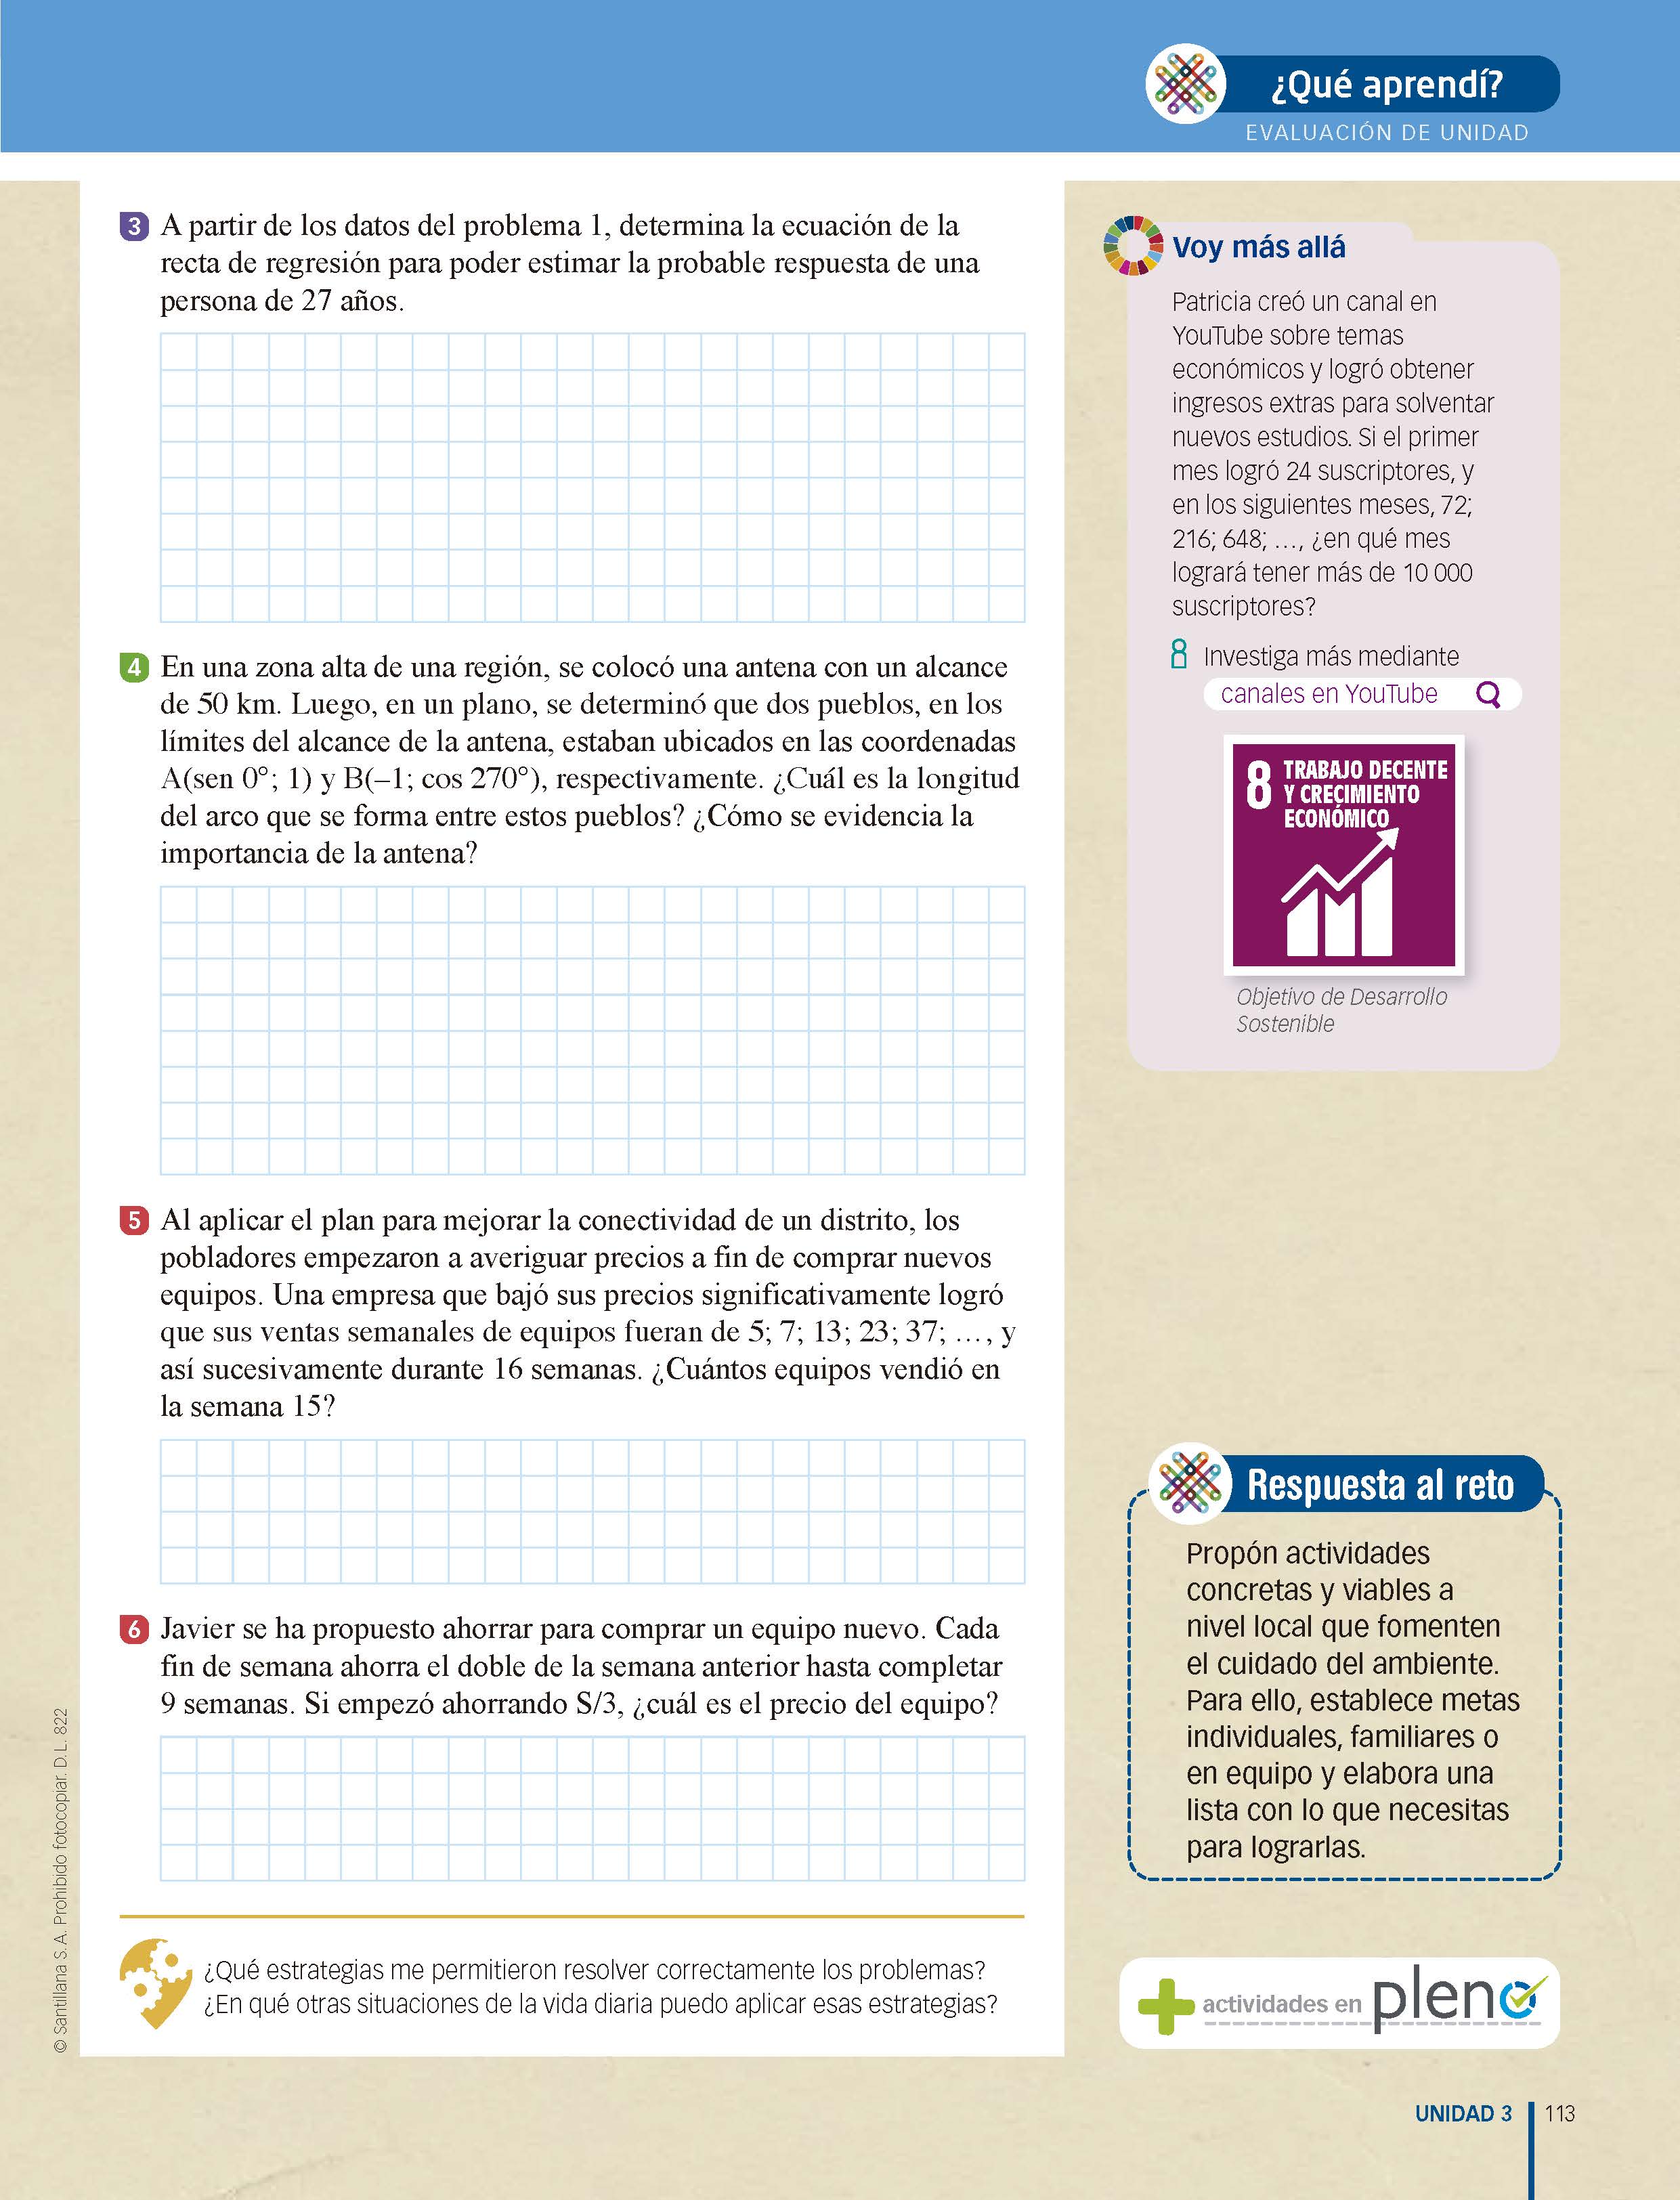 ¿Qué aprendí?
EVALUACIÓN DE UNIDAD
3 A partir de los datos del problema 1, determina la ecuación de la
recta de regresión para poder estimar la probable respuesta de una
persona de 27 años.
4 En una zona alta de una región, se colocó una antena con un alcance
de 50 km. Luego, en un plano, se determinó que dos pueblos, en los
límites del alcance de la antena, estaban ubicados en las coordenadas
A(sen 0°; 1) y B(–1; cos 270°), respectivamente. ¿Cuál es la longitud
del arco que se forma entre estos pueblos? ¿Cómo se evidencia la
importancia de la antena?
5 Al aplicar el plan para mejorar la conectividad de un distrito, los
pobladores empezaron a averiguar precios a fin de comprar nuevos
equipos. Una empresa que bajó sus precios significativamente logró
que sus ventas semanales de equipos fueran de 5; 7; 13; 23; 37; …, y
así sucesivamente durante 16 semanas. ¿Cuántos equipos vendió en
la semana 15?
6 Javier se ha propuesto ahorrar para comprar un equipo nuevo. Cada
fin de semana ahorra el doble de la semana anterior hasta completar
9 semanas. Si empezó ahorrando S/3, ¿cuál es el precio del equipo?
¿Qué estrategias me permitieron resolver correctamente los problemas?
¿En qué otras situaciones de la vida diaria puedo aplicar esas estrategias?
© Santillana S. A. Prohibido fotocopiar. D. L. 822
Voy más allá
Patricia creó un canal en
YouTube sobre temas
económicos y logró obtener
ingresos extras para solventar
nuevos estudios. Si el primer
mes logró 24 suscriptores, y
en los siguientes meses, 72;
216; 648; …, ¿en qué mes
logrará tener más de 10 000
suscriptores?
8 Investiga más mediante
canales en YouTube
8 TRABAJO DECENTE
Y CRECIMIENTO
ECONÓMICO
Objetivo de Desarrollo
Sostenible
Respuesta al reto
Propón actividades
concretas y viables a
nivel local que fomenten
el cuidado del ambiente.
Para ello, establece metas
individuales, familiares o
en equipo y elabora una
lista con lo que necesitas
para lograrlas.
actividades en pleno
UNIDAD 3 113